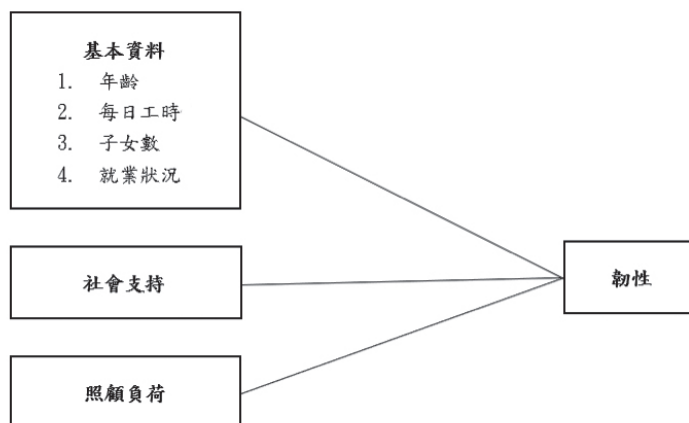 基本資料
1. 年齡
2. 每日工時
3. 子女數
4. 就業狀況
社會支持
韌性
照顧負荷